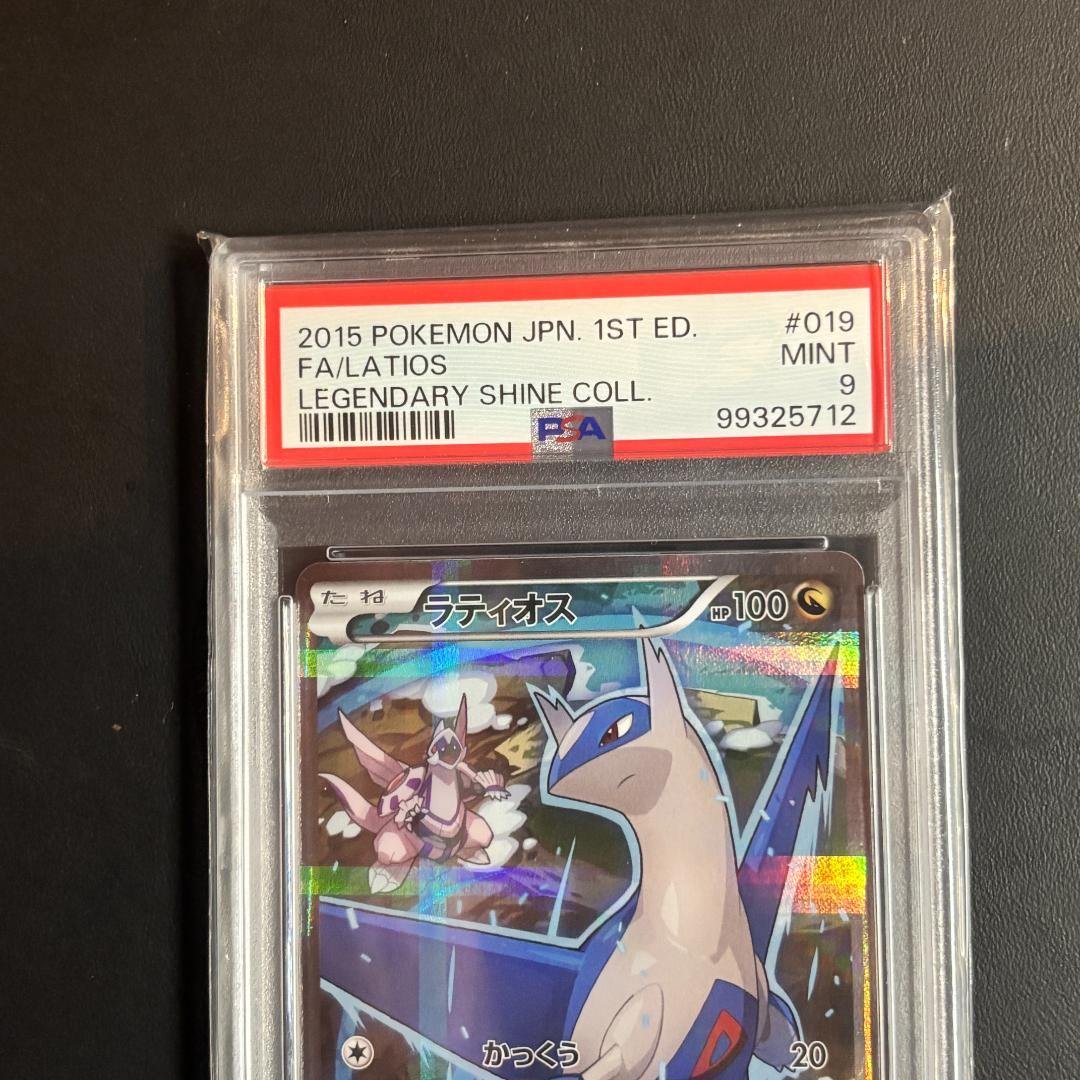 2015 POKEMON JPN. 1ST ED. #019
FA/LATIOS MINT
LEGENDARY SHINE COLL. 9
PSA 99325712
たね ラティオス HP100
かっくう 20